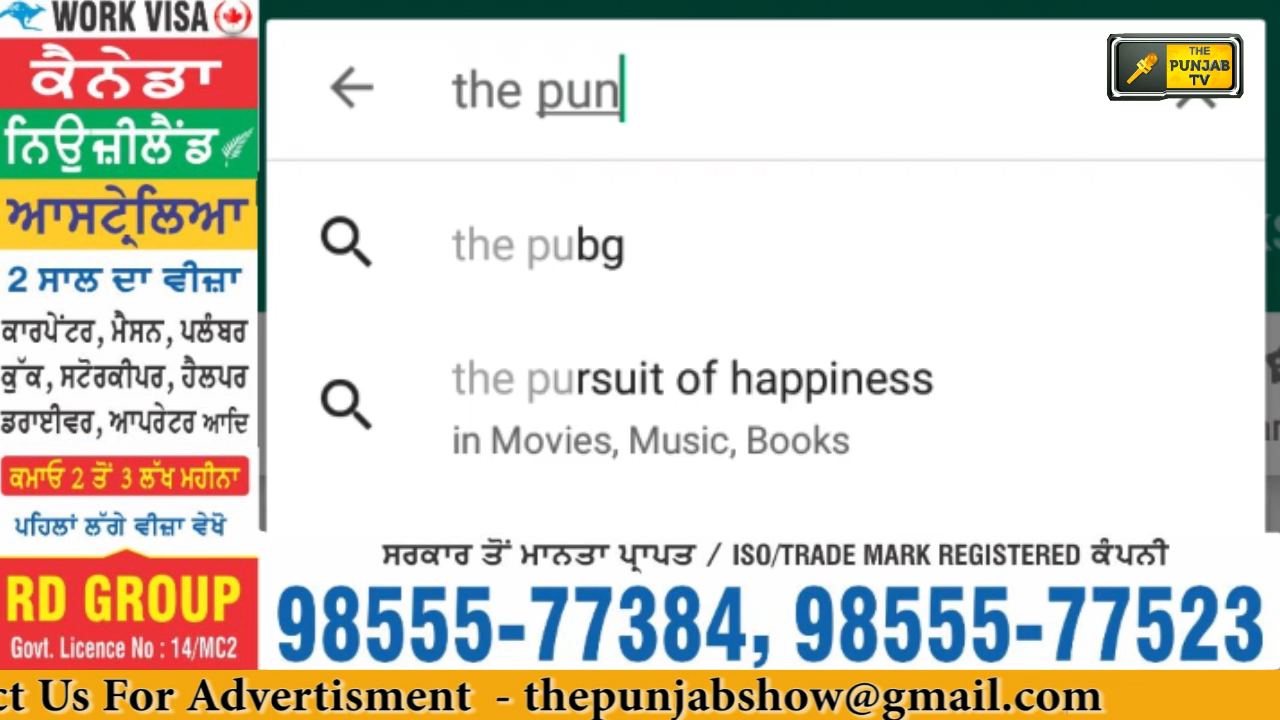 WORK VISA
ਕੈਨੇਡਾ
ਨਿਊਜ਼ੀਲੈਂਡ
ਆਸਟ੍ਰੇਲਿਆ
2 ਸਾਲ ਦਾ ਵੀਜ਼ਾ
ਕਾਰਪੇਂਟਰ, ਮੈਸਨ, ਪਲੰਬਰ
ਕੁੱਕ, ਸਟੋਰਕੀਪਰ, ਹੈਲਪਰ
ਡਰਾਈਵਰ, ਆਪਰੇਟਰ ਆਦਿ
ਕਮਾਓ 2 ਤੋਂ 3 ਲੱਖ ਮਹੀਨਾ
ਪਹਿਲਾਂ ਲੱਗੇ ਵੀਜ਼ਾ ਵੇਖੋ
RD GROUP
Govt. Licence No : 14/MC2
the pun
THE
PUNJAB
TV
the pubg
the pursuit of happiness
in Movies, Music, Books
ਸਰਕਾਰ ਤੋਂ ਮਾਨਤਾ ਪ੍ਰਾਪਤ / ISO/TRADE MARK REGISTERED ਕੰਪਨੀ
98555-77384, 98555-77523
Us For Advertisment - thepunjabshow@gmail.com